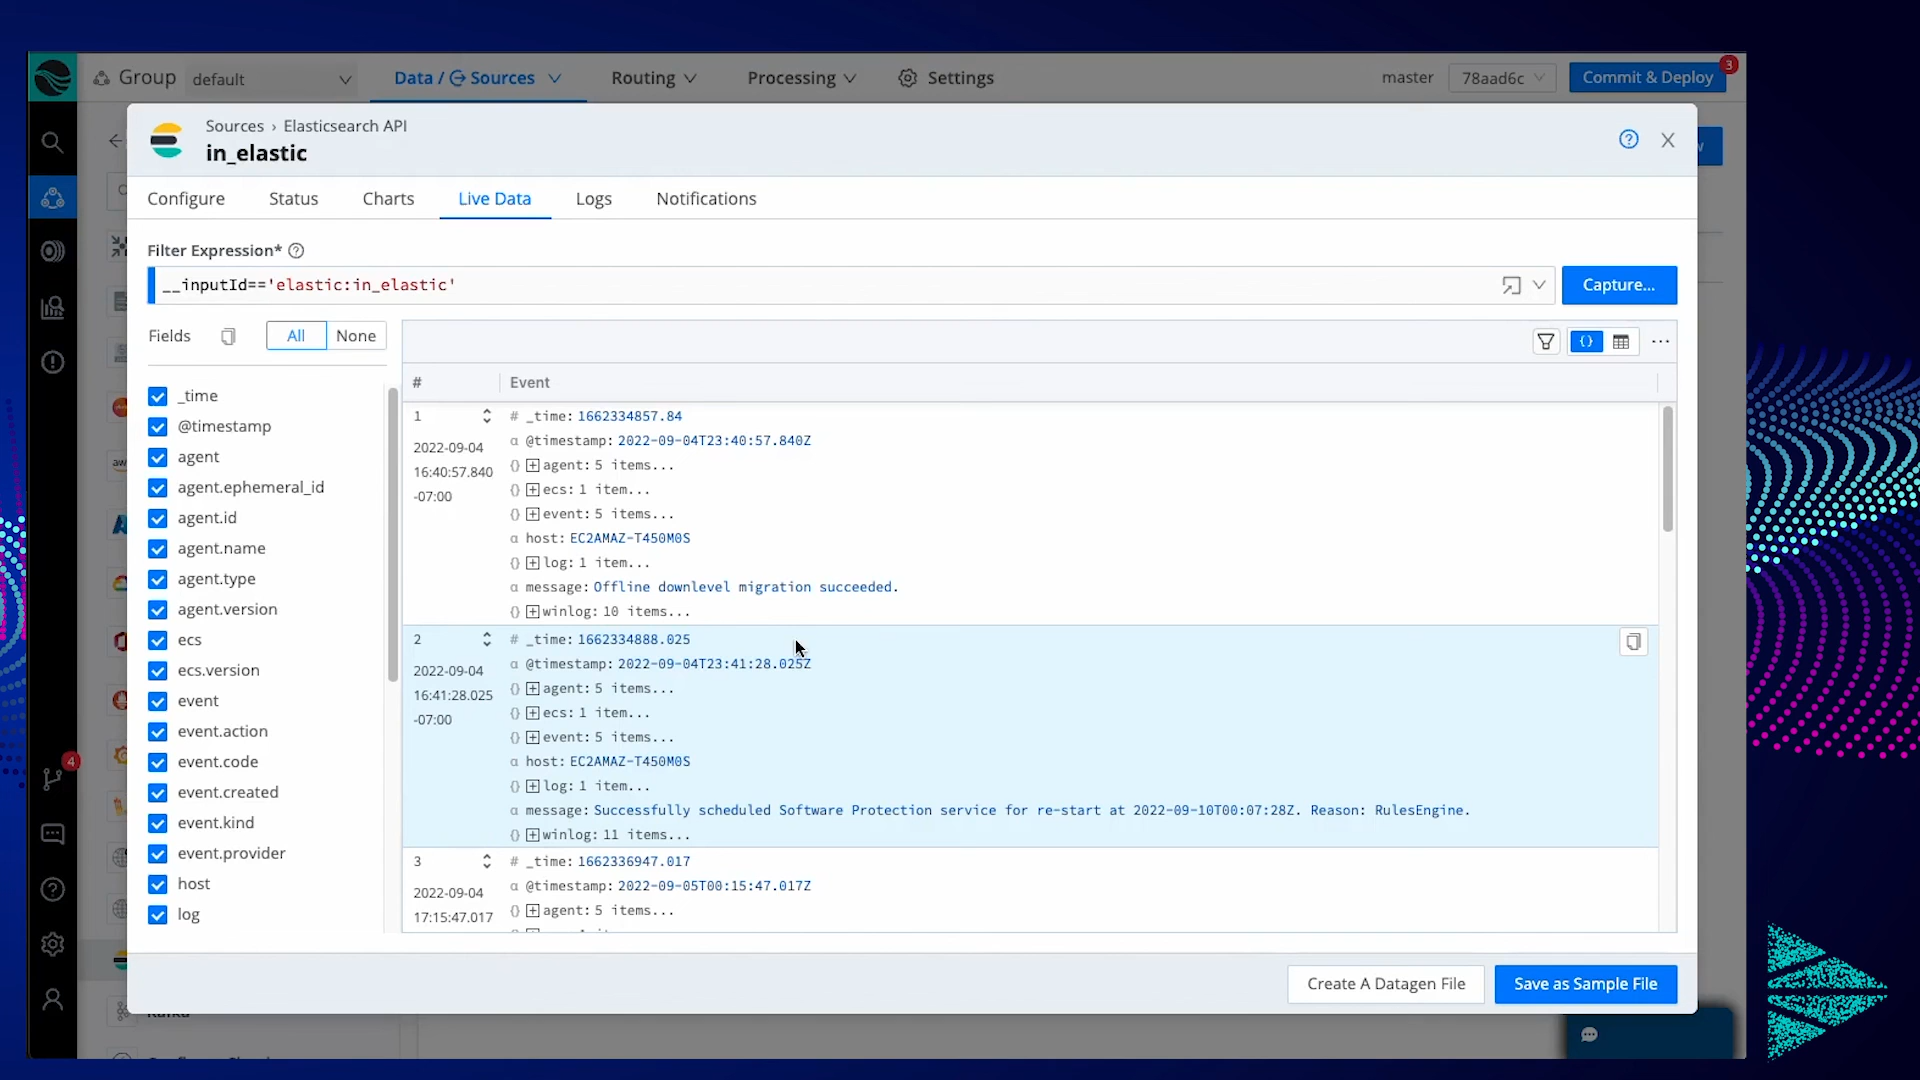 Group
default
Data / Sources
Routing
Processing
Settings
master
78aad6c
Commit & Deploy
3
Sources › Elasticsearch API
in_elastic
Configure
Status
Charts
Live Data
Logs
Notifications
Filter Expression*
__inputId=='elastic:in_elastic'
Capture...
Fields
All
None
_time
@timestamp
agent
agent.ephemeral_id
agent.id
agent.name
agent.type
agent.version
ecs
ecs.version
event
event.action
event.code
event.created
event.kind
event.provider
host
log
# Event
1
2022-09-04
16:40:57.840
-07:00
# _time: 1662334857.84
α @timestamp: 2022-09-04T23:40:57.840Z
{} agent: 5 items...
{} ecs: 1 item...
{} event: 5 items...
α host: EC2AMAZ-T450M0S
{} log: 1 item...
α message: Offline downlevel migration succeeded.
{} winlog: 10 items...
2
2022-09-04
16:41:28.025
-07:00
# _time: 1662334888.025
α @timestamp: 2022-09-04T23:41:28.025Z
{} agent: 5 items...
{} ecs: 1 item...
{} event: 5 items...
α host: EC2AMAZ-T450M0S
{} log: 1 item...
α message: Successfully scheduled Software Protection service for re-start at 2022-09-10T00:07:28Z. Reason: RulesEngine.
{} winlog: 11 items...
3
2022-09-04
17:15:47.017
# _time: 1662336947.017
α @timestamp: 2022-09-05T00:15:47.017Z
{} agent: 5 items...
4
Create A Datagen File
Save as Sample File